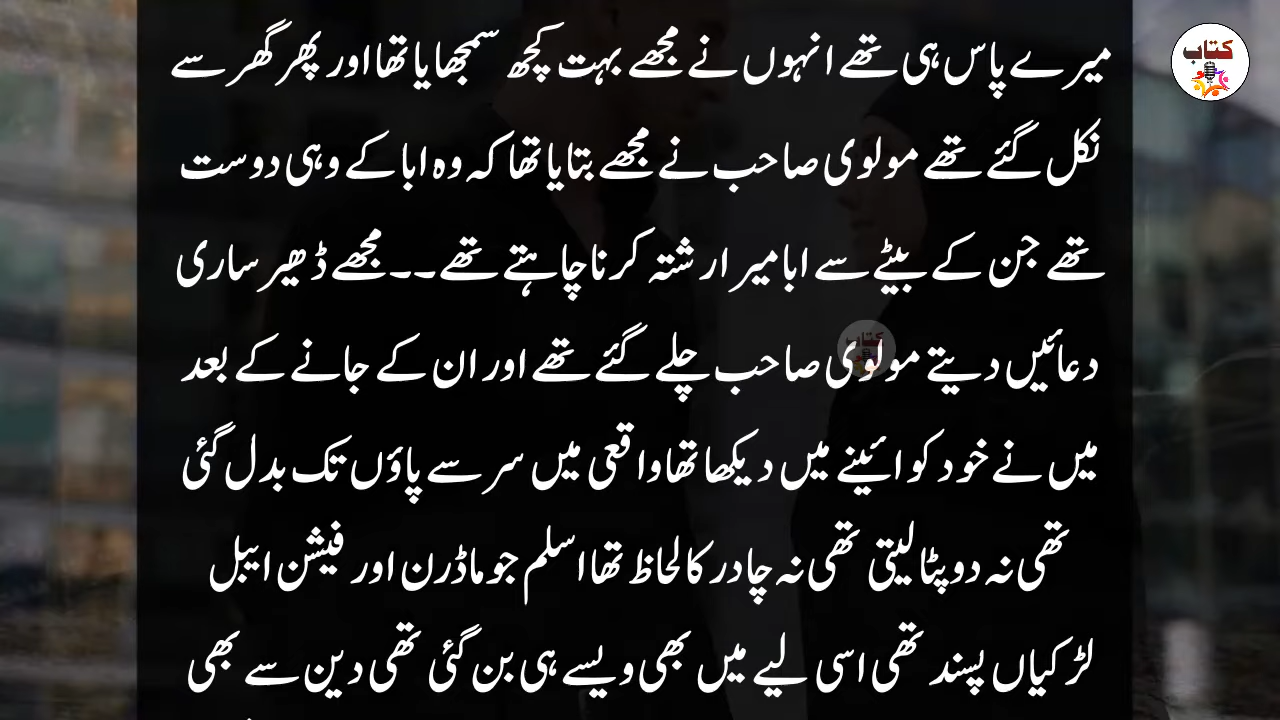 میرے پاس ہی تھے انہوں نے مجھے بہت کچھ سمجھایا تھا اور پھر گھر سے
نکل گئے تھے مولوی صاحب نے مجھے بتایا تھا کہ وہ ابا کے وہی دوست
تھے جن کے بیٹے سے ابا میرا رشتہ کرنا چاہتے تھے۔۔ مجھے ڈھیر ساری
دعائیں دیتے مولوی صاحب چلے گئے تھے اور ان کے جانے کے بعد
میں نے خود کو ائینے میں دیکھا تھا واقعی میں سر سے پاؤں تک بدل گئی
تھی نہ دوپٹا لیتی تھی نہ چادر کا لحاظ تھا اسلم جو ماڈرن اور فیشن ایبل
لڑکیاں پسند تھی اسی لیے میں بھی ویسے ہی بن گئی تھی دین سے بھی
کتاب
کتاب